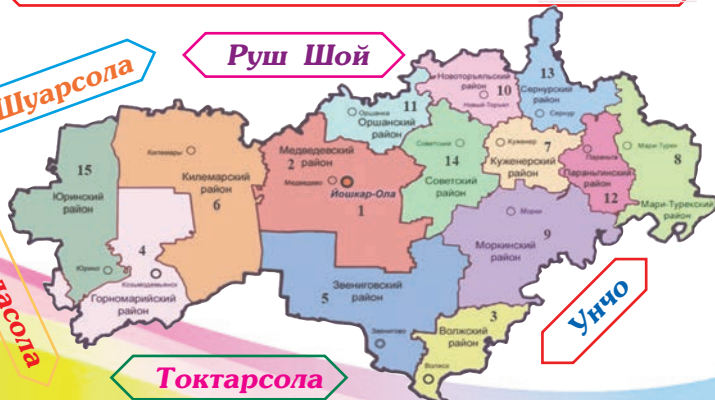 Руш Шой
Шуарсола
Новоторъяльский
район
10
Новый Торъял
13
Сернурский
район
Сернур
11
Оршанка
Оршанский
район
Медведевский
2 район
Медведево
Йошкар-Ола
1
Советский
14
Советский
район
Куженер
7
Куженерский
район
Параньга
Параньгинский
район
12
Мари-Турек
8
Мари-Турекский
район
15
Юринский
район
Юрино
Килемары
Килемарский
район
6
4
Козьмодемьянск
Горномарийский
район
Морки
9
Моркинский
район
5
Звениговский
район
Звенигово
3
Волжский
район
Волжск
Унчо
Токтарсола